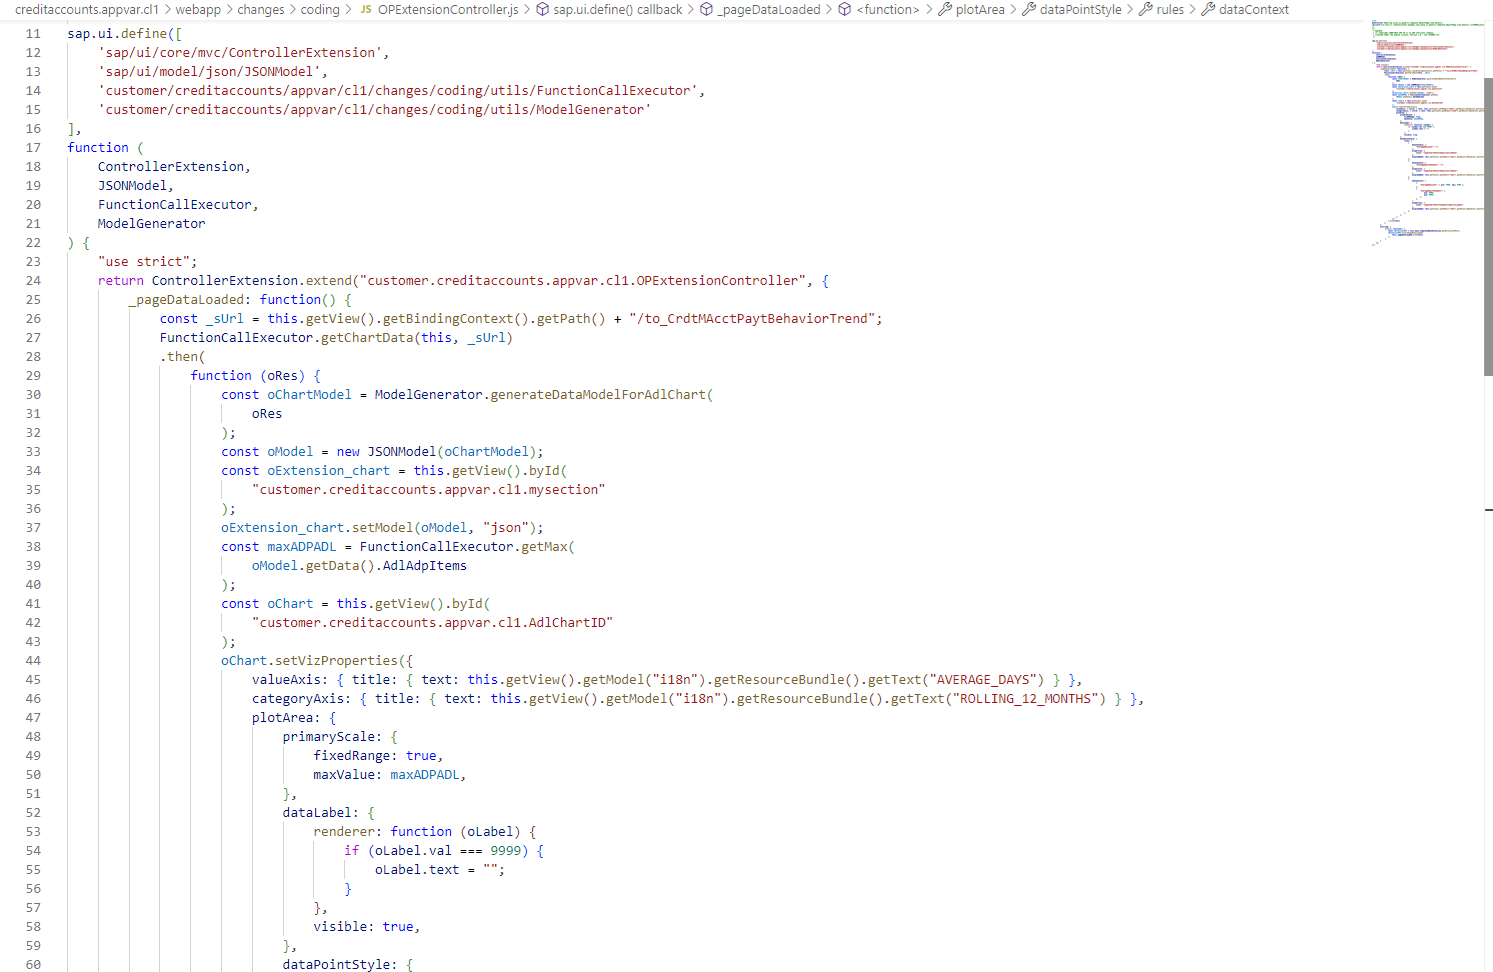 creditaccounts.appvar.cl1 > webapp > changes > coding > JS OPExtensionController.js > sap.ui.define() callback > _pageDataLoaded > <function> > plotArea > dataPointStyle > rules > dataContext
11 sap.ui.define([
12 'sap/ui/core/mvc/ControllerExtension',
13 'sap/ui/model/json/JSONModel',
14 'customer/creditaccounts/appvar/cl1/changes/coding/utils/FunctionCallExecutor',
15 'customer/creditaccounts/appvar/cl1/changes/coding/utils/ModelGenerator'
16 ],
17 function (
18 ControllerExtension,
19 JSONModel,
20 FunctionCallExecutor,
21 ModelGenerator
22 ) {
23 "use strict";
24 return ControllerExtension.extend("customer.creditaccounts.appvar.cl1.OPExtensionController", {
25 _pageDataLoaded: function() {
26 const _sUrl = this.getView().getBindingContext().getPath() + "/to_CrdtMAcctPaytBehaviorTrend";
27 FunctionCallExecutor.getChartData(this, _sUrl)
28 .then(
29 function (oRes) {
30 const oChartModel = ModelGenerator.generateDataModelForAdlChart(
31 oRes
32 );
33 const oModel = new JSONModel(oChartModel);
34 const oExtension_chart = this.getView().byId(
35 "customer.creditaccounts.appvar.cl1.mysection"
36 );
37 oExtension_chart.setModel(oModel, "json");
38 const maxADPADL = FunctionCallExecutor.getMax(
39 oModel.getData().AdlAdpItems
40 );
41 const oChart = this.getView().byId(
42 "customer.creditaccounts.appvar.cl1.AdlChartID"
43 );
44 oChart.setVizProperties({
45 valueAxis: { title: { text: this.getView().getModel("i18n").getResourceBundle().getText("AVERAGE_DAYS") } },
46 categoryAxis: { title: { text: this.getView().getModel("i18n").getResourceBundle().getText("ROLLING_12_MONTHS") } },
47 plotArea: {
48 primaryScale: {
49 fixedRange: true,
50 maxValue: maxADPADL,
51 },
52 dataLabel: {
53 renderer: function (oLabel) {
54 if (oLabel.val === 9999) {
55 oLabel.text = "";
56 }
57 },
58 visible: true,
59 },
60 dataPointStyle: {